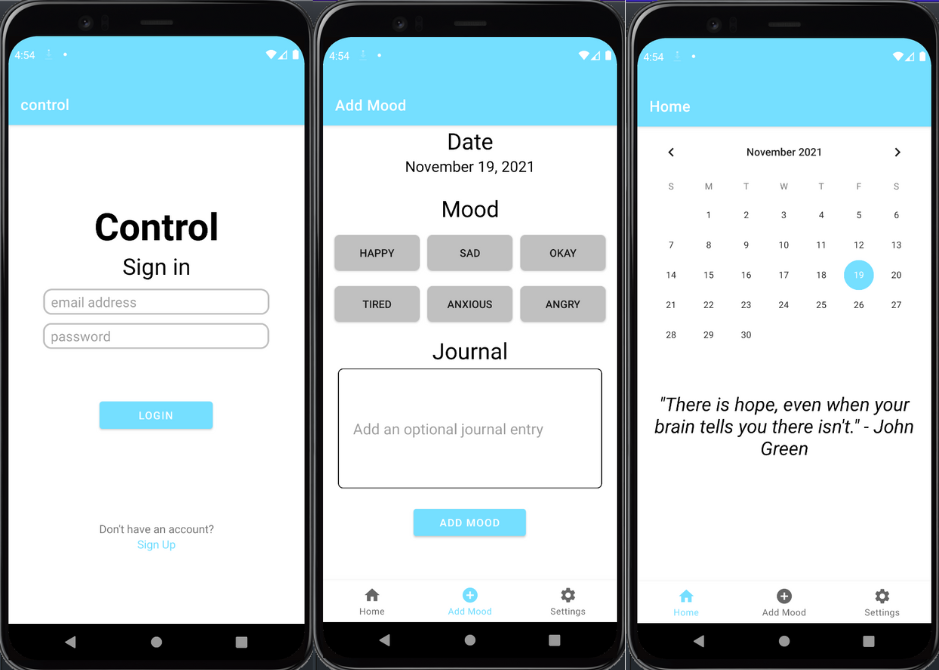 4:54
control
Control
Sign in
email address
password
LOGIN
Don't have an account?
Sign Up
4:54
Add Mood
Date
November 19, 2021
Mood
HAPPY SAD OKAY
TIRED ANXIOUS ANGRY
Journal
Add an optional journal entry
ADD MOOD
Home Add Mood Settings
4:54
Home
November 2021
S M T W T F S
1 2 3 4 5 6
7 8 9 10 11 12 13
14 15 16 17 18 19 20
21 22 23 24 25 26 27
28 29 30
"There is hope, even when your
brain tells you there isn't." - John
Green
Home Add Mood Settings